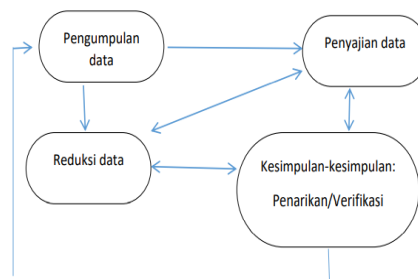 Pengumpulan
data
Penyajian data
Reduksi data
Kesimpulan-kesimpulan:
Penarikan/Verifikasi